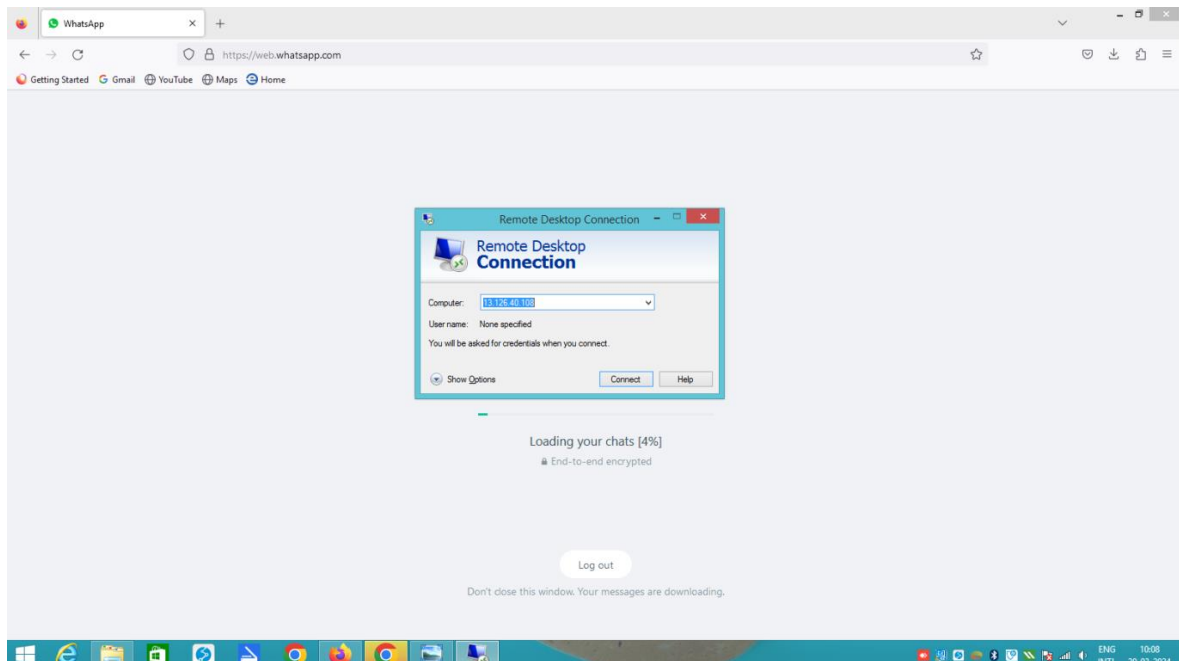 WhatsApp
https://web.whatsapp.com
Getting Started Gmail YouTube Maps Home
Remote Desktop Connection
Remote Desktop
Connection
Computer: 13.126.40.108
User name: None specified
You will be asked for credentials when you connect.
Show Options Connect Help
Loading your chats [4%]
End-to-end encrypted
Log out
Don't close this window. Your messages are downloading.
ENG 10:08